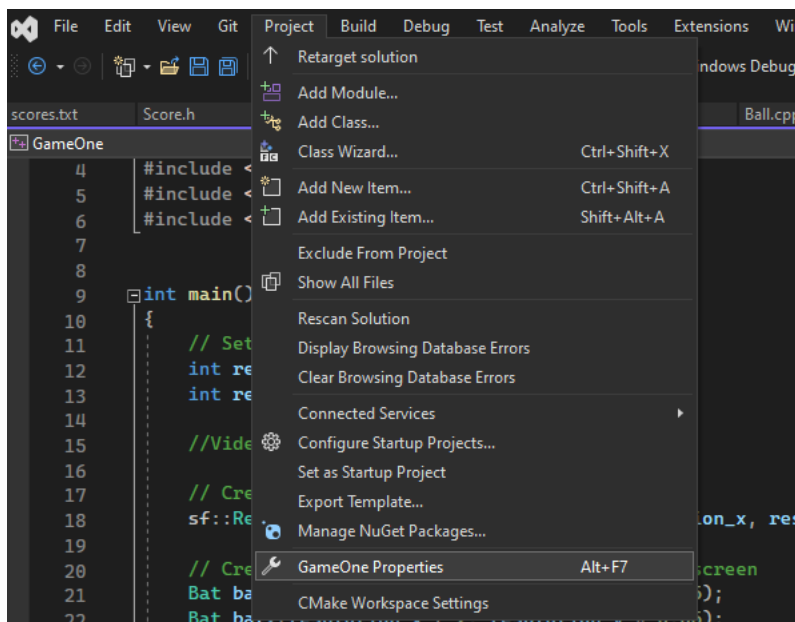 File Edit View Git Project Build Debug Test Analyze Tools Extensions Wi
Retarget solution
ndows Debug
Add Module...
scores.txt Score.h Ball.cpp
Add Class...
GameOne
Class Wizard... Ctrl+Shift+X
Add New Item... Ctrl+Shift+A
Add Existing Item... Shift+Alt+A
Exclude From Project
Show All Files
Rescan Solution
Display Browsing Database Errors
Clear Browsing Database Errors
Connected Services
Configure Startup Projects...
Set as Startup Project
Export Template...
Manage NuGet Packages...
GameOne Properties Alt+F7
CMake Workspace Settings
4 #include <
5 #include <
6 #include <
7
8
9 int main()
10 {
11 // Set
12 int re
13 int re
14
15 //Vide
16
17 // Cre
18 sf::Re ion_x, res
19
20 // Cre screen
21 Bat ba );
22 Bat ba